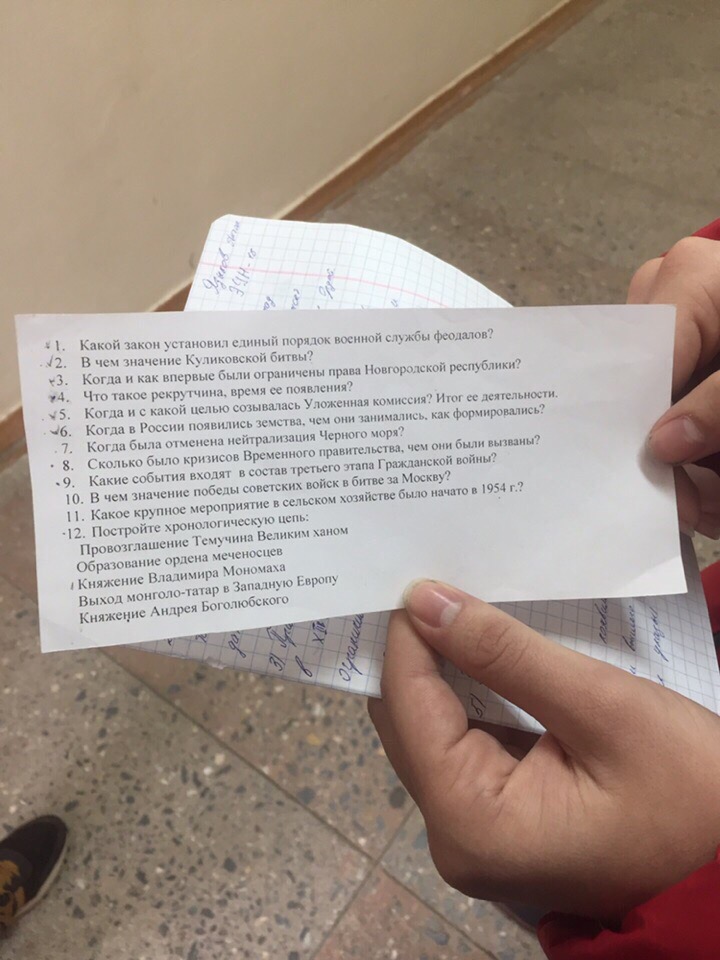 1. Какой закон установил единый порядок военной службы феодалов?
2. В чем значение Куликовской битвы?
3. Когда и как впервые были ограничены права Новгородской республики?
4. Что такое рекрутчина, время ее появления?
5. Когда и с какой целью созывалась Уложенная комиссия? Итог ее деятельности.
6. Когда в России появились земства, чем они занимались, как формировались?
7. Когда была отменена нейтрализация Черного моря?
8. Сколько было кризисов Временного правительства, чем они были вызваны?
9. Какие события входят в состав третьего этапа Гражданской войны?
10. В чем значение победы советских войск в битве за Москву?
11. Какое крупное мероприятие в сельском хозяйстве было начато в 1954 г.?
12. Постройте хронологическую цепь:
Провозглашение Темучина Великим ханом
Образование ордена меченосцев
Княжение Владимира Мономаха
Выход монголо-татар в Западную Европу
Княжение Андрея Боголюбского
3)
в XIII
5)